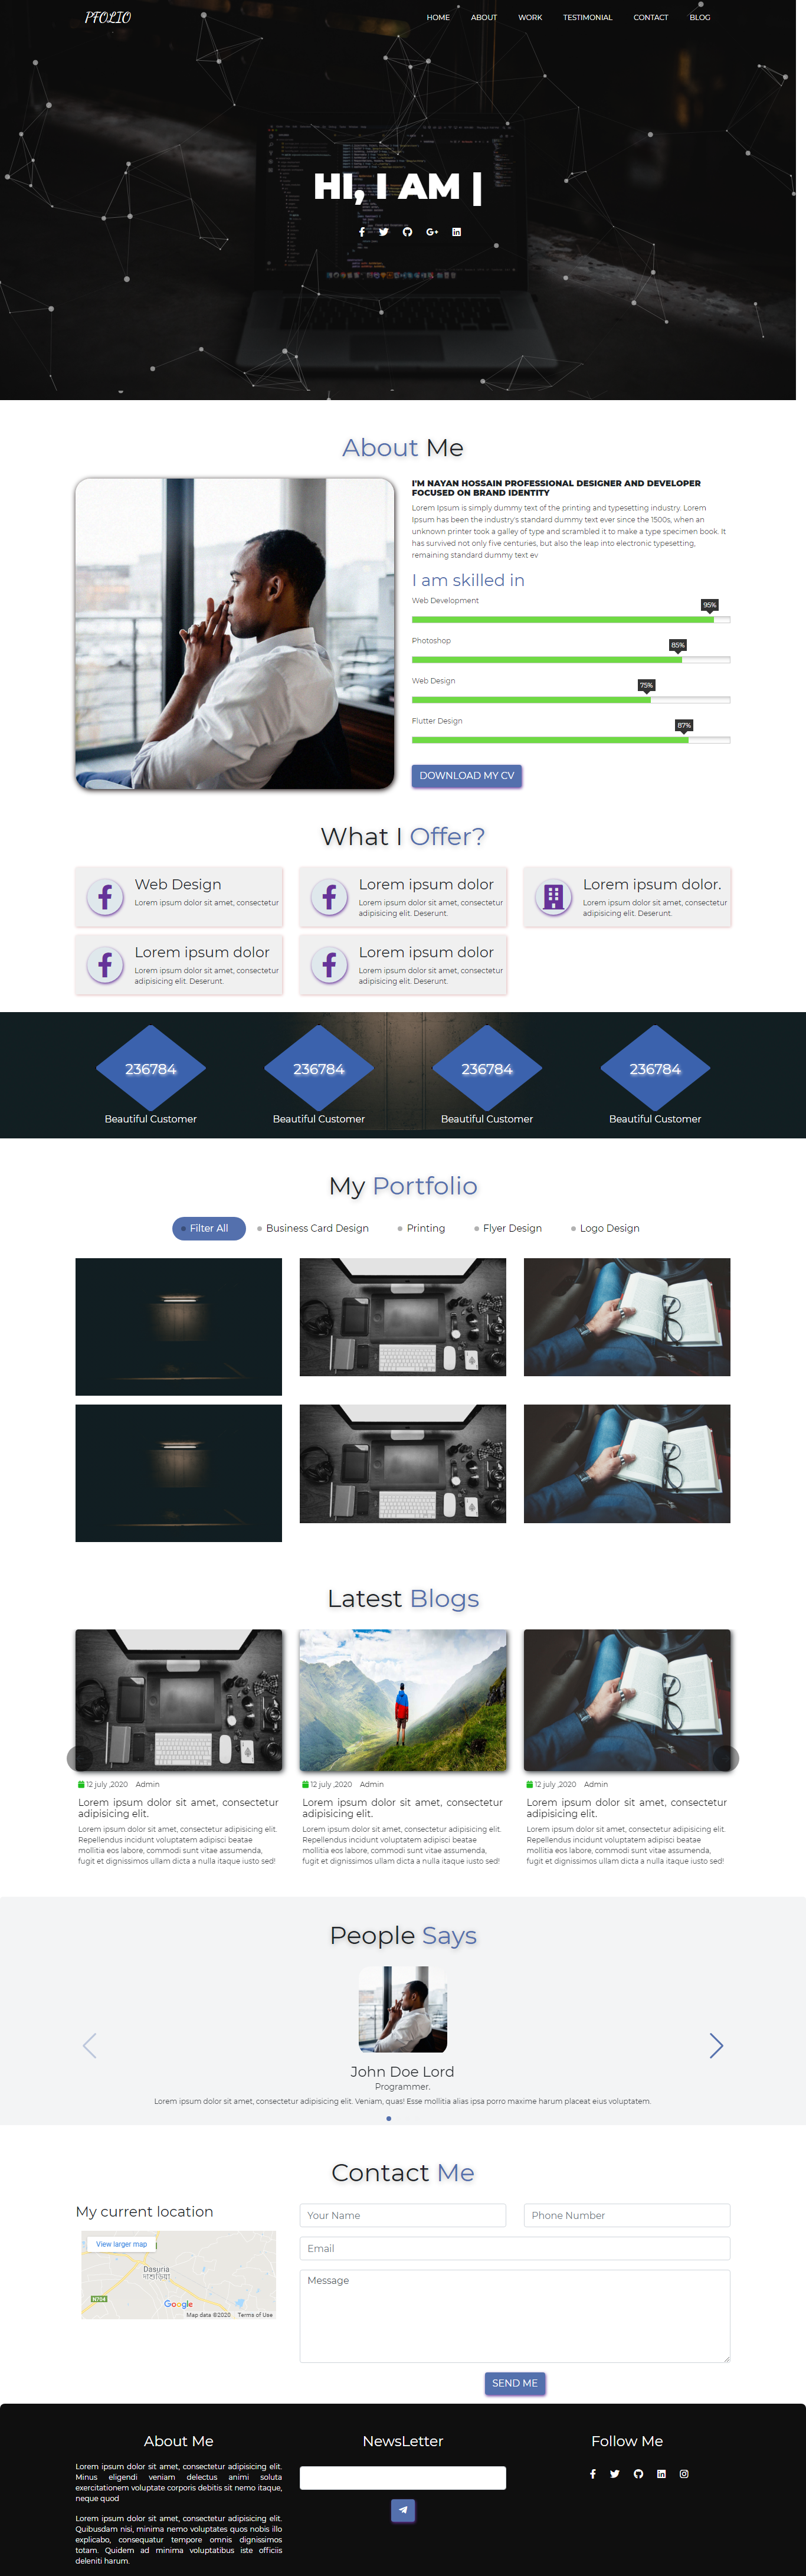 PFOLIO
HOME ABOUT WORK TESTIMONIAL CONTACT BLOG
HI, I AM |
About Me
I'M NAYAN HOSSAIN PROFESSIONAL DESIGNER AND DEVELOPER
FOCUSED ON BRAND IDENTITY
Lorem Ipsum is simply dummy text of the printing and typesetting industry. Lorem
Ipsum has been the industry's standard dummy text ever since the 1500s, when an
unknown printer took a galley of type and scrambled it to make a type specimen book. It
has survived not only five centuries, but also the leap into electronic typesetting,
remaining standard dummy text ev
I am skilled in
Web Development
95%
Photoshop
85%
Web Design
75%
Flutter Design
87%
DOWNLOAD MY CV
What I Offer?
Web Design
Lorem ipsum dolor sit amet, consectetur
Lorem ipsum dolor
Lorem ipsum dolor sit amet, consectetur
adipisicing elit. Deserunt.
Lorem ipsum dolor.
Lorem ipsum dolor sit amet, consectetur
adipisicing elit. Deserunt.
Lorem ipsum dolor
Lorem ipsum dolor sit amet, consectetur
adipisicing elit. Deserunt.
Lorem ipsum dolor
Lorem ipsum dolor sit amet, consectetur
adipisicing elit. Deserunt.
236784 236784 236784 236784
Beautiful Customer Beautiful Customer Beautiful Customer Beautiful Customer
My Portfolio
Filter All Business Card Design Printing Flyer Design Logo Design
Latest Blogs
12 july ,2020 Admin
Lorem ipsum dolor sit amet, consectetur
adipisicing elit.
Lorem ipsum dolor sit amet, consectetur adipisicing elit.
Repellendus incidunt voluptatem adipisci beatae
mollitia eos labore, commodi sunt vitae assumenda,
fugit et dignissimos ullam dicta a nulla itaque iusto sed!
12 july ,2020 Admin
Lorem ipsum dolor sit amet, consectetur
adipisicing elit.
Lorem ipsum dolor sit amet, consectetur adipisicing elit.
Repellendus incidunt voluptatem adipisci beatae
mollitia eos labore, commodi sunt vitae assumenda,
fugit et dignissimos ullam dicta a nulla itaque iusto sed!
12 july ,2020 Admin
Lorem ipsum dolor sit amet, consectetur
adipisicing elit.
Lorem ipsum dolor sit amet, consectetur adipisicing elit.
Repellendus incidunt voluptatem adipisci beatae
mollitia eos labore, commodi sunt vitae assumenda,
fugit et dignissimos ullam dicta a nulla itaque iusto sed!
People Says
John Doe Lord
Programmer.
Lorem ipsum dolor sit amet, consectetur adipisicing elit. Veniam, quas! Esse mollitia alias ipsa porro maxime harum placeat eius voluptatem.
Contact Me
My current location
View larger map
Dasuria
N704
Google
Map data ©2020 Terms of Use
Your Name
Phone Number
Email
Message
SEND ME
About Me
Lorem ipsum dolor sit amet, consectetur adipisicing elit.
Minus eligendi veniam delectus animi soluta
exercitationem voluptate corporis debitis sit nemo itaque,
neque quod
Lorem ipsum dolor sit amet, consectetur adipisicing elit.
Quibusdam nisi, minima nemo voluptates quos nobis illo
explicabo, consequatur tempore omnis dignissimos
totam. Quidem ad minima voluptatibus iste officiis
deleniti harum.
NewsLetter
Follow Me